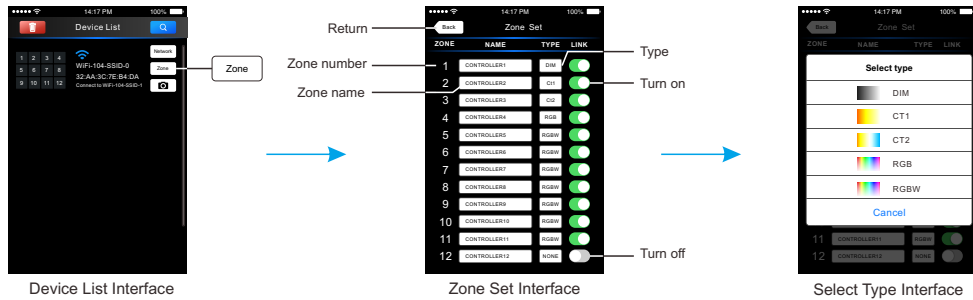 14:17 PM 100%
Device List
1 2 3 4
5 6 7 8
9 10 11 12
WiFi-104-SSID-0
32:AA:3C:7E:B4:DA
Connect to WIFI-104-SSID-1
Network
Zone
Zone
Device List Interface
Return
Zone number
Zone name
14:17 PM 100%
Back Zone Set
ZONE NAME TYPE LINK
1 CONTROLLER1 DIM
2 CONTROLLER2 Ct1
3 CONTROLLER3 Ct2
4 CONTROLLER4 RGB
5 CONTROLLER5 RGBW
6 CONTROLLER6 RGBW
7 CONTROLLER7 RGBW
8 CONTROLLER8 RGBW
9 CONTROLLER9 RGBW
10 CONTROLLER10 RGBW
11 CONTROLLER11 RGBW
12 CONTROLLER12 NONE
Type
Turn on
Turn off
Zone Set Interface
14:17 PM 100%
Back Zone Set
ZONE NAME TYPE LINK
Select type
DIM
CT1
CT2
RGB
RGBW
Cancel
11 CONTROLLER11 RGBW
12 CONTROLLER12 NONE
Select Type Interface